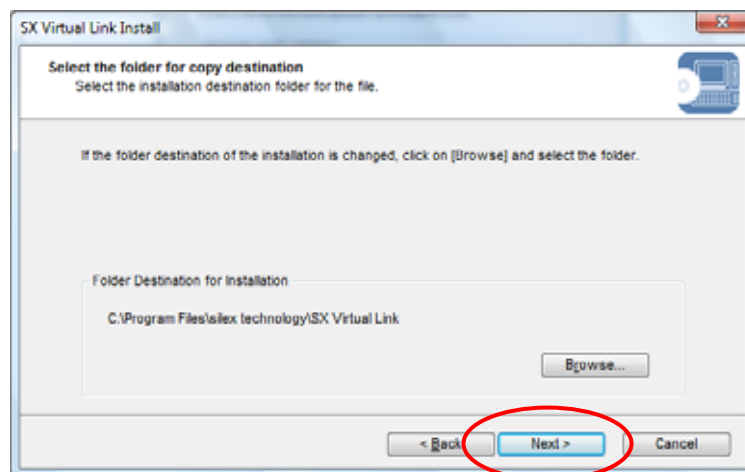 SX Virtual Link Install
Select the folder for copy destination
Select the installation destination folder for the file.
If the folder destination of the installation is changed, click on [Browse] and select the folder.
Folder Destination for Installation
C:\Program Files\silex technology\SX Virtual Link
Browse...
< Back Next > Cancel